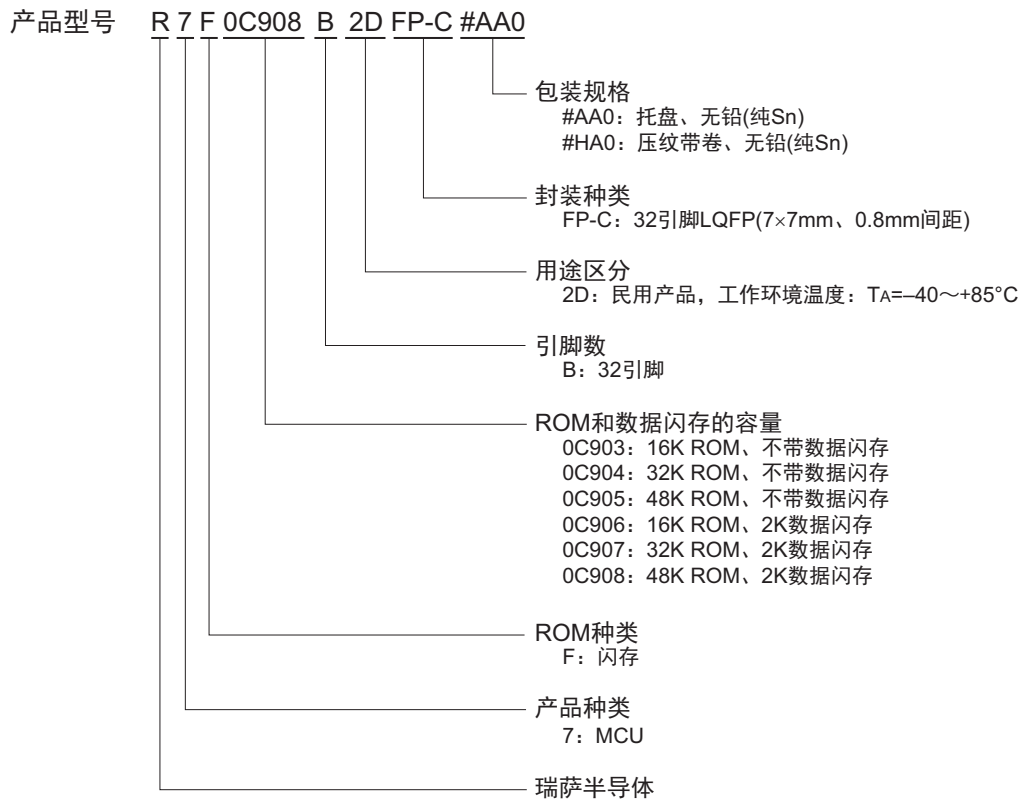 产品型号 R 7 F 0C908 B 2D FP-C #AA0
包装规格
#AA0：托盘、无铅(纯Sn)
#HA0：压纹带卷、无铅(纯Sn)
封装种类
FP-C：32引脚LQFP(7×7mm、0.8mm间距)
用途区分
2D：民用产品，工作环境温度：TA=–40～+85°C
引脚数
B：32引脚
ROM和数据闪存的容量
0C903：16K ROM、不带数据闪存
0C904：32K ROM、不带数据闪存
0C905：48K ROM、不带数据闪存
0C906：16K ROM、2K数据闪存
0C907：32K ROM、2K数据闪存
0C908：48K ROM、2K数据闪存
ROM种类
F：闪存
产品种类
7：MCU
瑞萨半导体